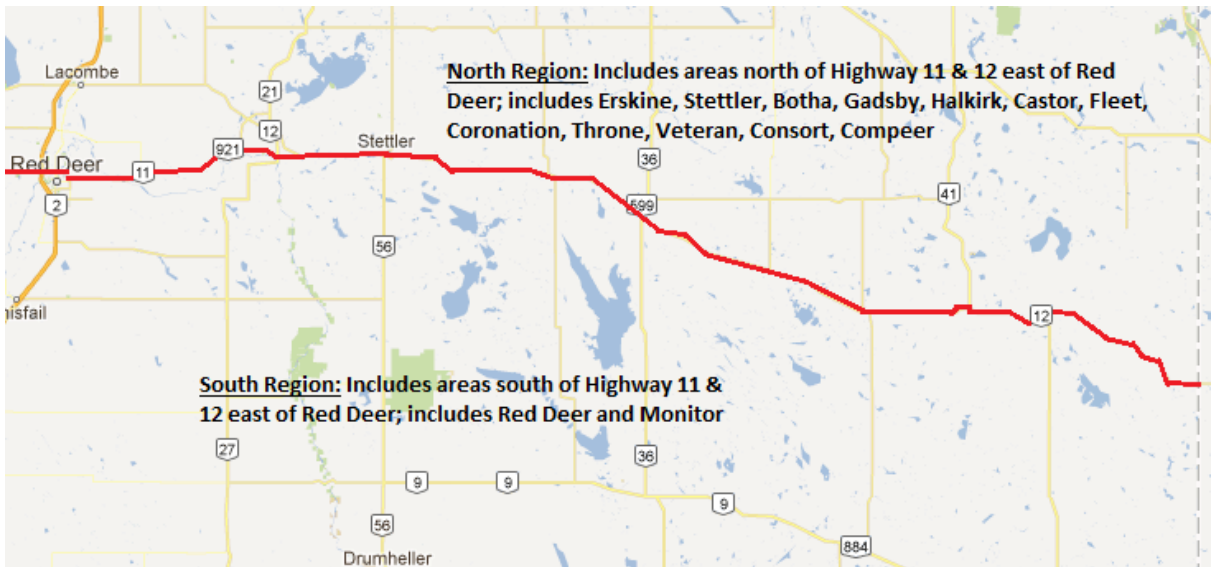 Lacombe
North Region: Includes areas north of Highway 11 & 12 east of Red
Deer; includes Erskine, Stettler, Botha, Gadsby, Halkirk, Castor, Fleet,
Coronation, Throne, Veteran, Consort, Compeer
21
12
921
Stettler
36
Red Deer
11
2
599
41
56
nisfail
12
South Region: Includes areas south of Highway 11 &
12 east of Red Deer; includes Red Deer and Monitor
27
36
9
9
9
56
884
Drumheller